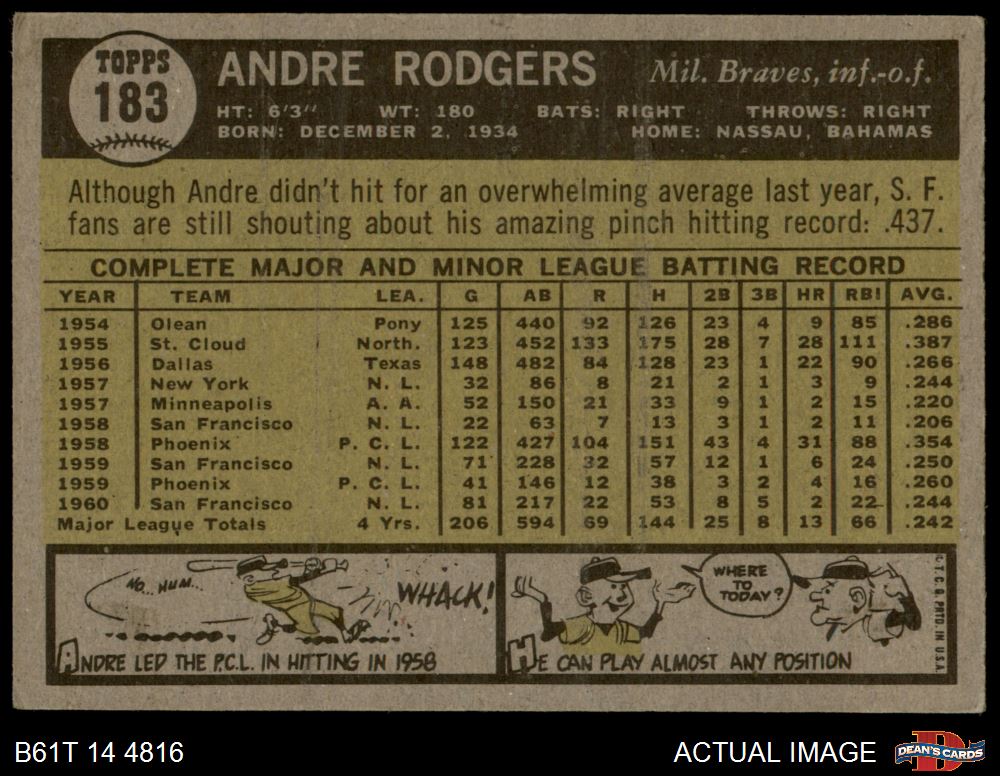 TOPPS
183
ANDRE RODGERS
Mil. Braves, inf.-o.f.
HT: 6'3" WT: 180 BATS: RIGHT THROWS: RIGHT
BORN: DECEMBER 2, 1934 HOME: NASSAU, BAHAMAS
Although Andre didn't hit for an overwhelming average last year, S. F.
fans are still shouting about his amazing pinch hitting record: .437.
COMPLETE MAJOR AND MINOR LEAGUE BATTING RECORD
YEAR TEAM LEA. G AB R H 2B 3B HR RBI AVG.
1954 Olean Pony 125 440 92 126 23 4 9 85 .286
1955 St. Cloud North. 123 452 133 175 28 7 28 111 .387
1956 Dallas Texas 148 482 84 128 23 1 22 90 .266
1957 New York N. L. 32 86 8 21 2 1 3 9 .244
1957 Minneapolis A. A. 52 150 21 33 9 1 2 15 .220
1958 San Francisco N. L. 22 63 7 13 3 1 2 11 .206
1958 Phoenix P. C. L. 122 427 104 151 43 4 31 88 .354
1959 San Francisco N. L. 71 228 32 57 12 1 6 24 .250
1959 Phoenix P. C. L. 41 146 12 38 3 2 4 16 .260
1960 San Francisco N. L. 81 217 22 53 8 5 2 22 .244
Major League Totals 4 Yrs. 206 594 69 144 25 8 13 66 .242
HO.. HUM...
WHACK!
ANDRE LED THE P.C.L. IN HITTING IN 1958
WHERE
TO
TODAY?
HE CAN PLAY ALMOST ANY POSITION
©T.C.G. PRTD. IN U.S.A.
B61T 14 4816
ACTUAL IMAGE
DEAN'S CARDS